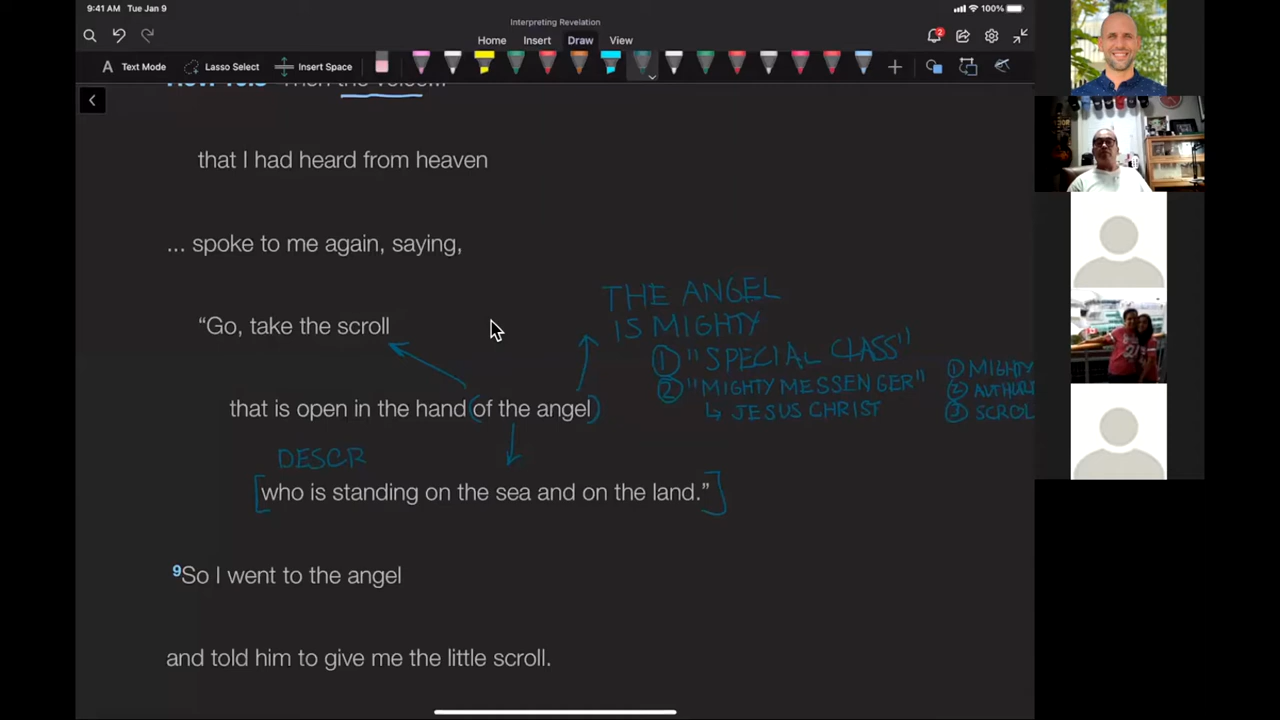 9:41 AM Tue Jan 9
100%
Interpreting Revelation
Home Insert Draw View
2
Text Mode
Lasso Select
Insert Space
that I had heard from heaven
... spoke to me again, saying,
THE ANGEL
IS MIGHTY
“Go, take the scroll
① "SPECIAL CLASS"
② "MIGHTY MESSENGER"
↳ JESUS CHRIST
① MIGHTY
②
③ SCROL
that is open in the hand (of the angel)
DESCR
[who is standing on the sea and on the land.”]
9So I went to the angel
and told him to give me the little scroll.